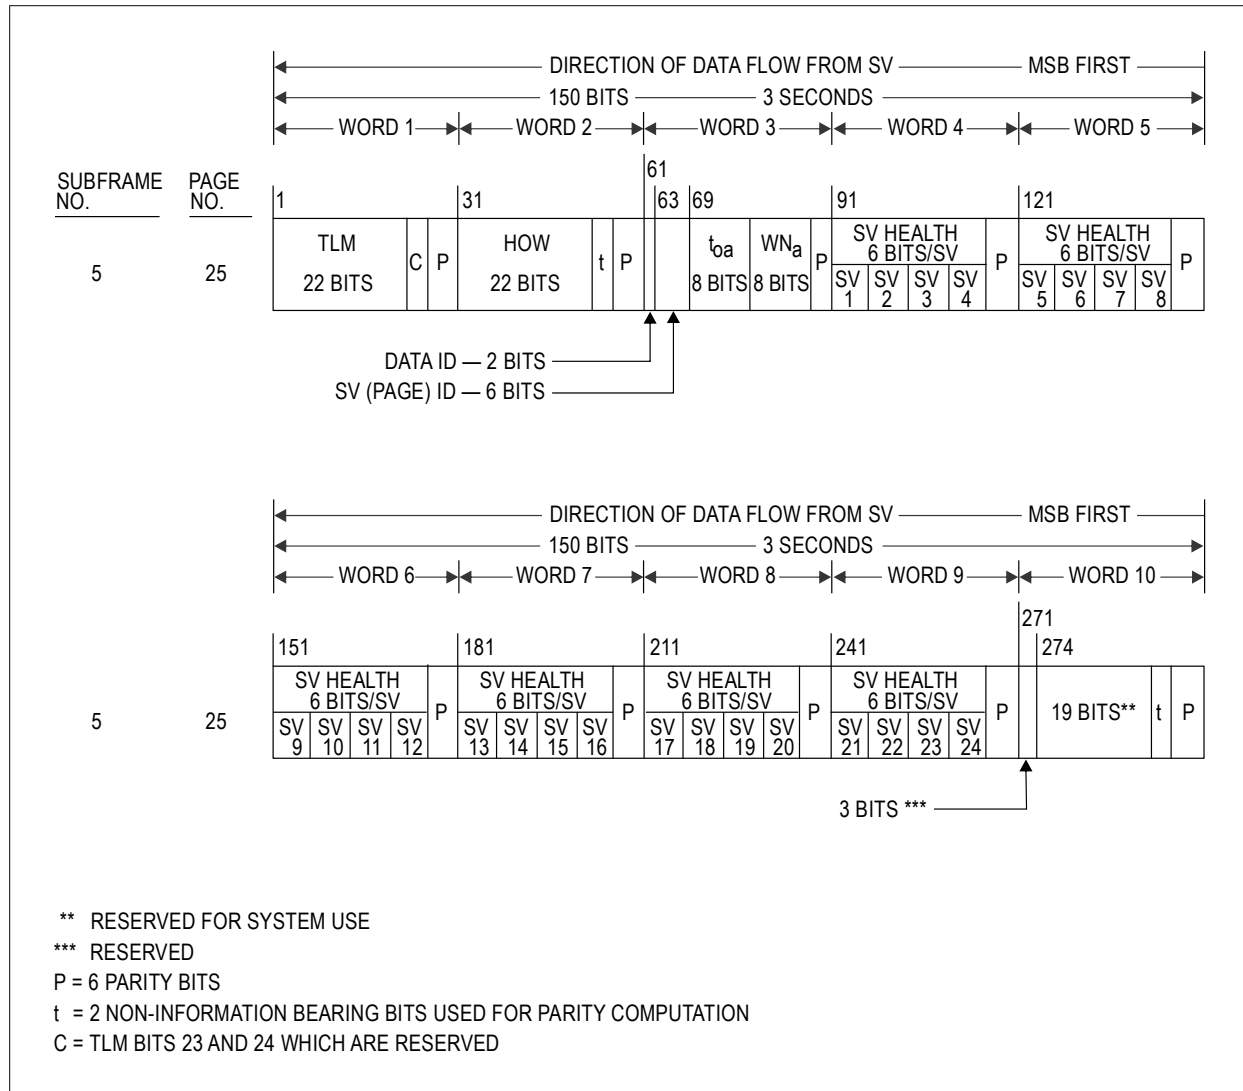 DIRECTION OF DATA FLOW FROM SV MSB FIRST
150 BITS 3 SECONDS
WORD 1 WORD 2 WORD 3 WORD 4 WORD 5
SUBFRAME NO. PAGE NO.
61
1 31 63 69 91 121
5 25
TLM 22 BITS C P
HOW 22 BITS t P
toa 8 BITS WNa 8 BITS P
SV HEALTH 6 BITS/SV P
SV 1 SV 2 SV 3 SV 4
SV HEALTH 6 BITS/SV P
SV 5 SV 6 SV 7 SV 8
DATA ID — 2 BITS
SV (PAGE) ID — 6 BITS
DIRECTION OF DATA FLOW FROM SV MSB FIRST
150 BITS 3 SECONDS
WORD 6 WORD 7 WORD 8 WORD 9 WORD 10
271
151 181 211 241 274
5 25
SV HEALTH 6 BITS/SV P
SV 9 SV 10 SV 11 SV 12
SV HEALTH 6 BITS/SV P
SV 13 SV 14 SV 15 SV 16
SV HEALTH 6 BITS/SV P
SV 17 SV 18 SV 19 SV 20
SV HEALTH 6 BITS/SV P
SV 21 SV 22 SV 23 SV 24
19 BITS** t P
3 BITS ***
** RESERVED FOR SYSTEM USE
*** RESERVED
P = 6 PARITY BITS
t = 2 NON-INFORMATION BEARING BITS USED FOR PARITY COMPUTATION
C = TLM BITS 23 AND 24 WHICH ARE RESERVED